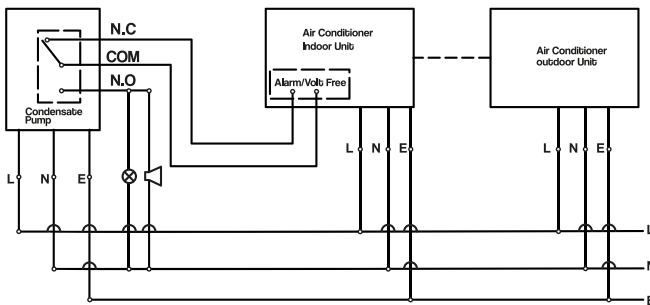 N.C
COM
N.O
Condensate
Pump
Air Conditioner
Indoor Unit
Alarm/Volt Free
Air Conditioner
outdoor Unit
L N E
L N E
L N E
L
N
E